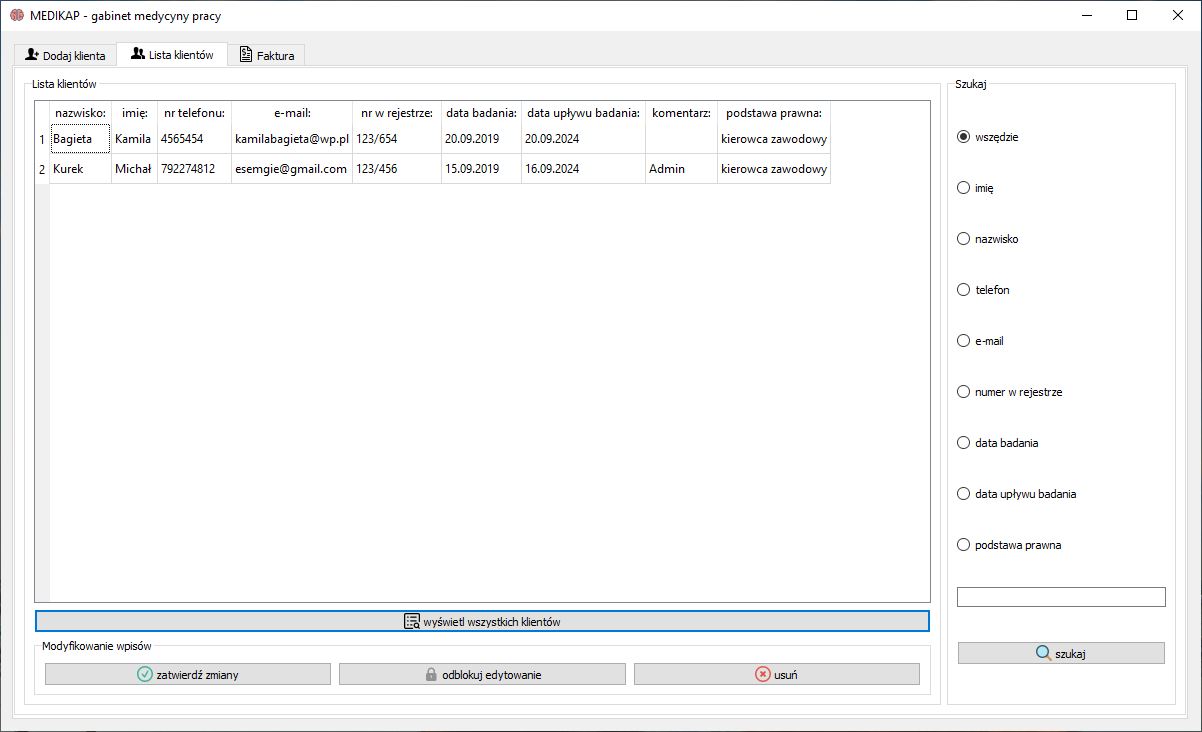 MEDIKAP - gabinet medycyny pracy
Dodaj klienta Lista klientów Faktura
Lista klientów
nazwisko: imię: nr telefonu: e-mail: nr w rejestrze: data badania: data upływu badania: komentarz: podstawa prawna:
1 Bagieta Kamila 4565454 kamilabagieta@wp.pl 123/654 20.09.2019 20.09.2024 kierowca zawodowy
2 Kurek Michał 792274812 esemgie@gmail.com 123/456 15.09.2019 16.09.2024 Admin kierowca zawodowy
wyświetl wszystkich klientów
Modyfikowanie wpisów
zatwierdź zmiany odblokuj edytowanie usuń
Szukaj
wszędzie
imię
nazwisko
telefon
e-mail
numer w rejestrze
data badania
data upływu badania
podstawa prawna
szukaj